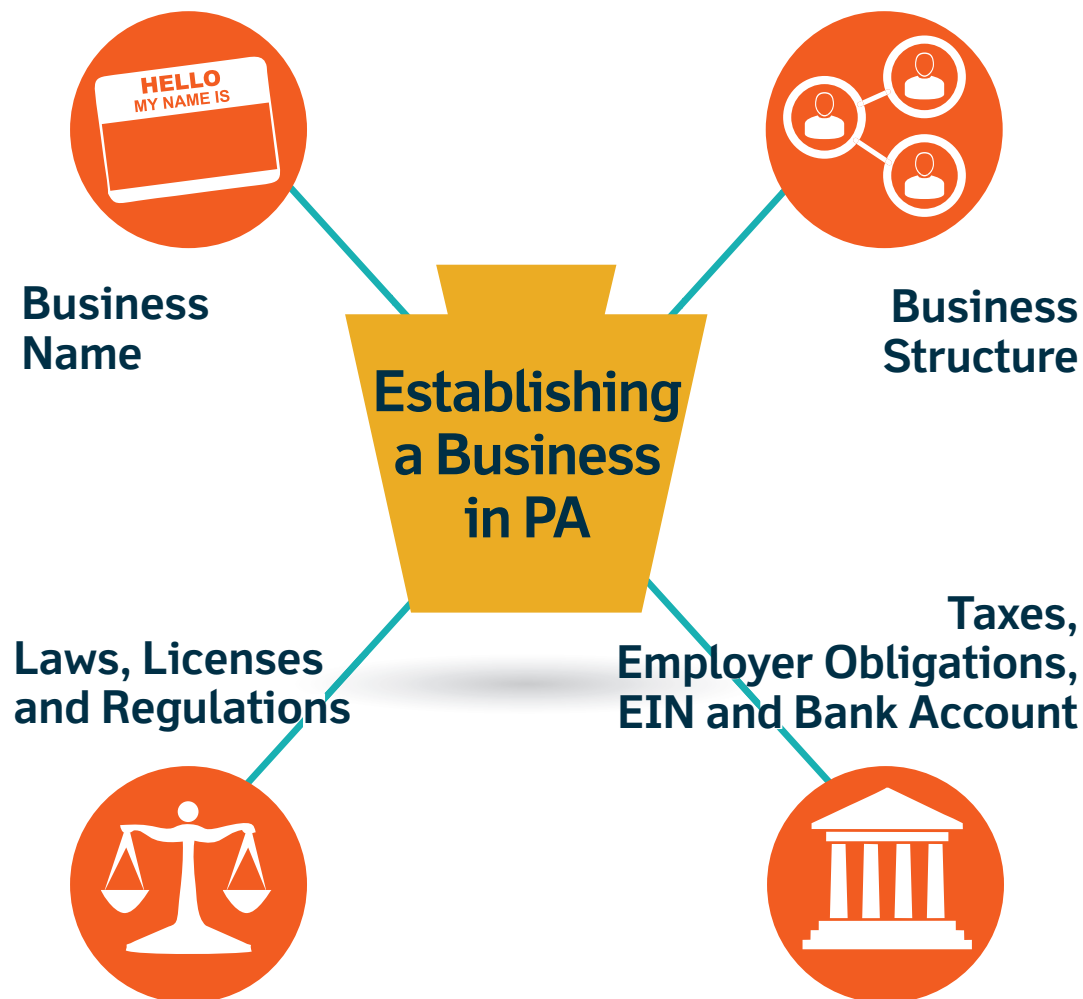 HELLO
MY NAME IS
Business
Name
Business
Structure
Establishing
a Business
in PA
Laws, Licenses
and Regulations
Taxes,
Employer Obligations,
EIN and Bank Account